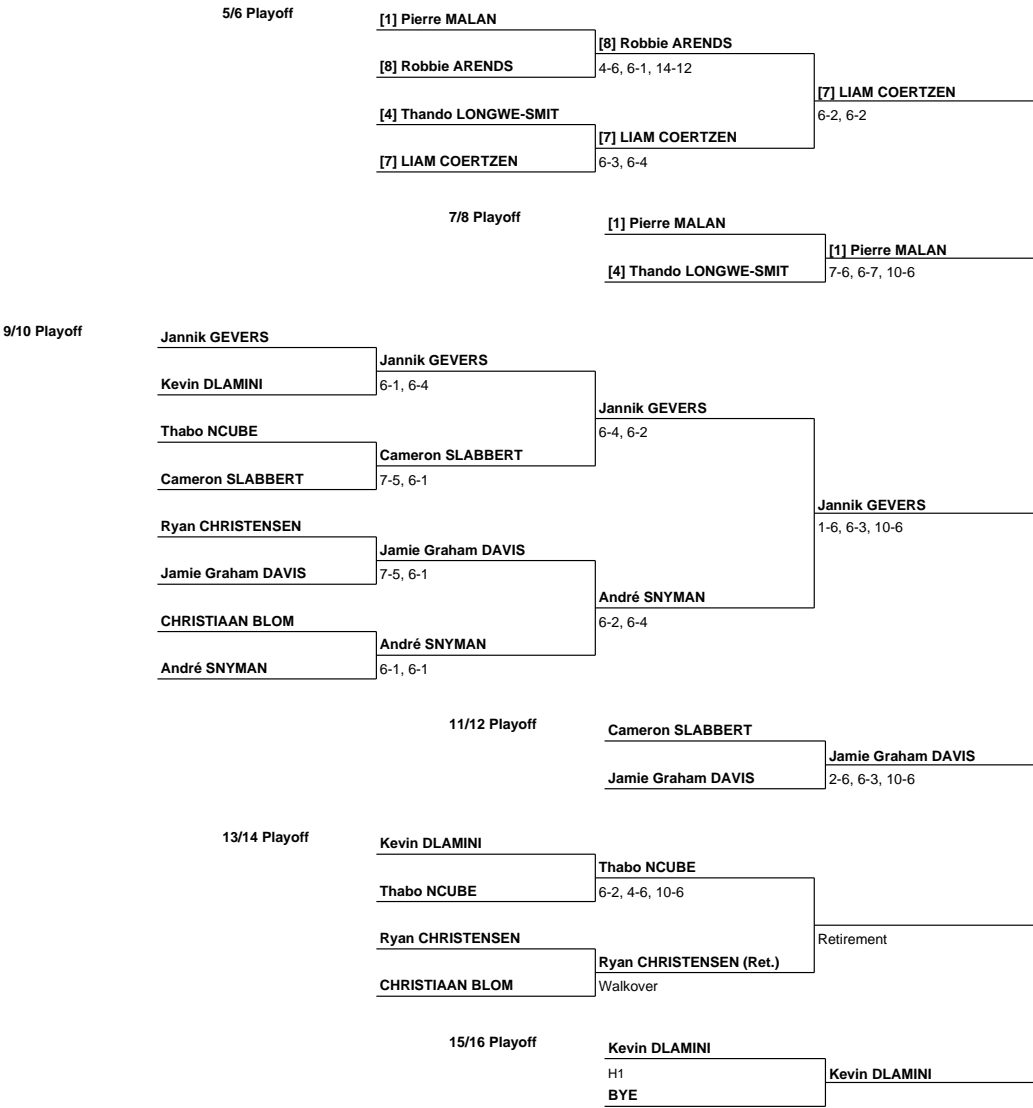 5/6 Playoff
[1] Pierre MALAN
[8] Robbie ARENDS
[8] Robbie ARENDS
4-6, 6-1, 14-12
[7] LIAM COERTZEN
6-2, 6-2
[4] Thando LONGWE-SMIT
[7] LIAM COERTZEN
[7] LIAM COERTZEN
6-3, 6-4
7/8 Playoff
[1] Pierre MALAN
[1] Pierre MALAN
[4] Thando LONGWE-SMIT
7-6, 6-7, 10-6
9/10 Playoff
Jannik GEVERS
Jannik GEVERS
Kevin DLAMINI
6-1, 6-4
Jannik GEVERS
6-4, 6-2
Thabo NCUBE
Cameron SLABBERT
Cameron SLABBERT
7-5, 6-1
Jannik GEVERS
1-6, 6-3, 10-6
Ryan CHRISTENSEN
Jamie Graham DAVIS
Jamie Graham DAVIS
7-5, 6-1
André SNYMAN
6-2, 6-4
CHRISTIAAN BLOM
André SNYMAN
André SNYMAN
6-1, 6-1
11/12 Playoff
Cameron SLABBERT
Jamie Graham DAVIS
Jamie Graham DAVIS
2-6, 6-3, 10-6
13/14 Playoff
Kevin DLAMINI
Thabo NCUBE
Thabo NCUBE
6-2, 4-6, 10-6
Retirement
Ryan CHRISTENSEN
Ryan CHRISTENSEN (Ret.)
CHRISTIAAN BLOM
Walkover
15/16 Playoff
Kevin DLAMINI
H1
Kevin DLAMINI
BYE